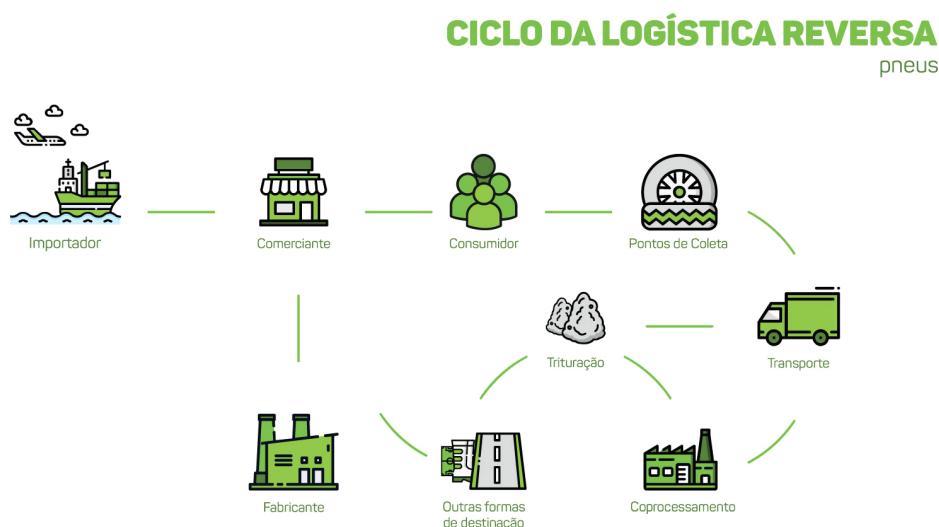 CICLO DA LOGÍSTICA REVERSA
pneus
Importador
Comerciante
Consumidor
Pontos de Coleta
Trituração
Transporte
Fabricante
Outras formas
de destinação
Coprocessamento